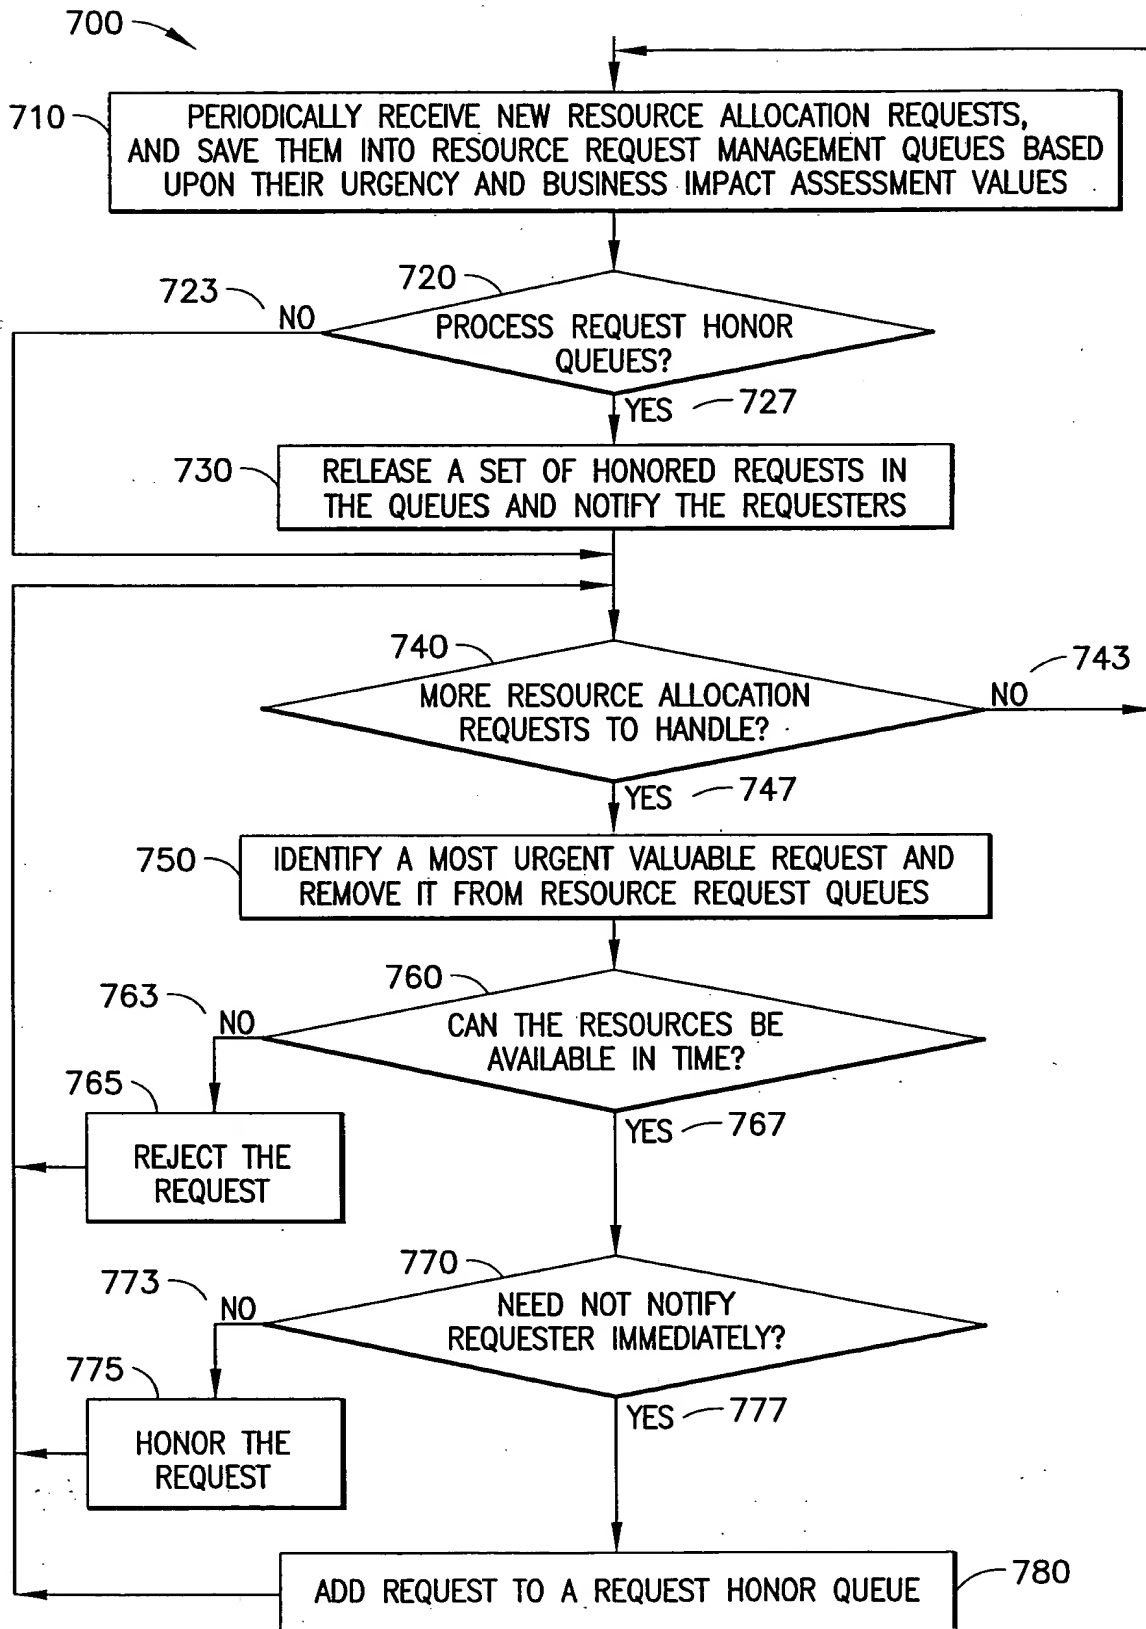 700
710
PERIODICALLY RECEIVE NEW RESOURCE ALLOCATION REQUESTS,
AND SAVE THEM INTO RESOURCE REQUEST MANAGEMENT QUEUES BASED
UPON THEIR URGENCY AND BUSINESS IMPACT ASSESSMENT VALUES
720
723
NO
PROCESS REQUEST HONOR
QUEUES?
YES
727
730
RELEASE A SET OF HONORED REQUESTS IN
THE QUEUES AND NOTIFY THE REQUESTERS
740
743
NO
MORE RESOURCE ALLOCATION
REQUESTS TO HANDLE?
YES
747
750
IDENTIFY A MOST URGENT VALUABLE REQUEST AND
REMOVE IT FROM RESOURCE REQUEST QUEUES
760
763
NO
CAN THE RESOURCES BE
AVAILABLE IN TIME?
YES
767
765
REJECT THE
REQUEST
770
773
NO
NEED NOT NOTIFY
REQUESTER IMMEDIATELY?
YES
777
775
HONOR THE
REQUEST
ADD REQUEST TO A REQUEST HONOR QUEUE
780